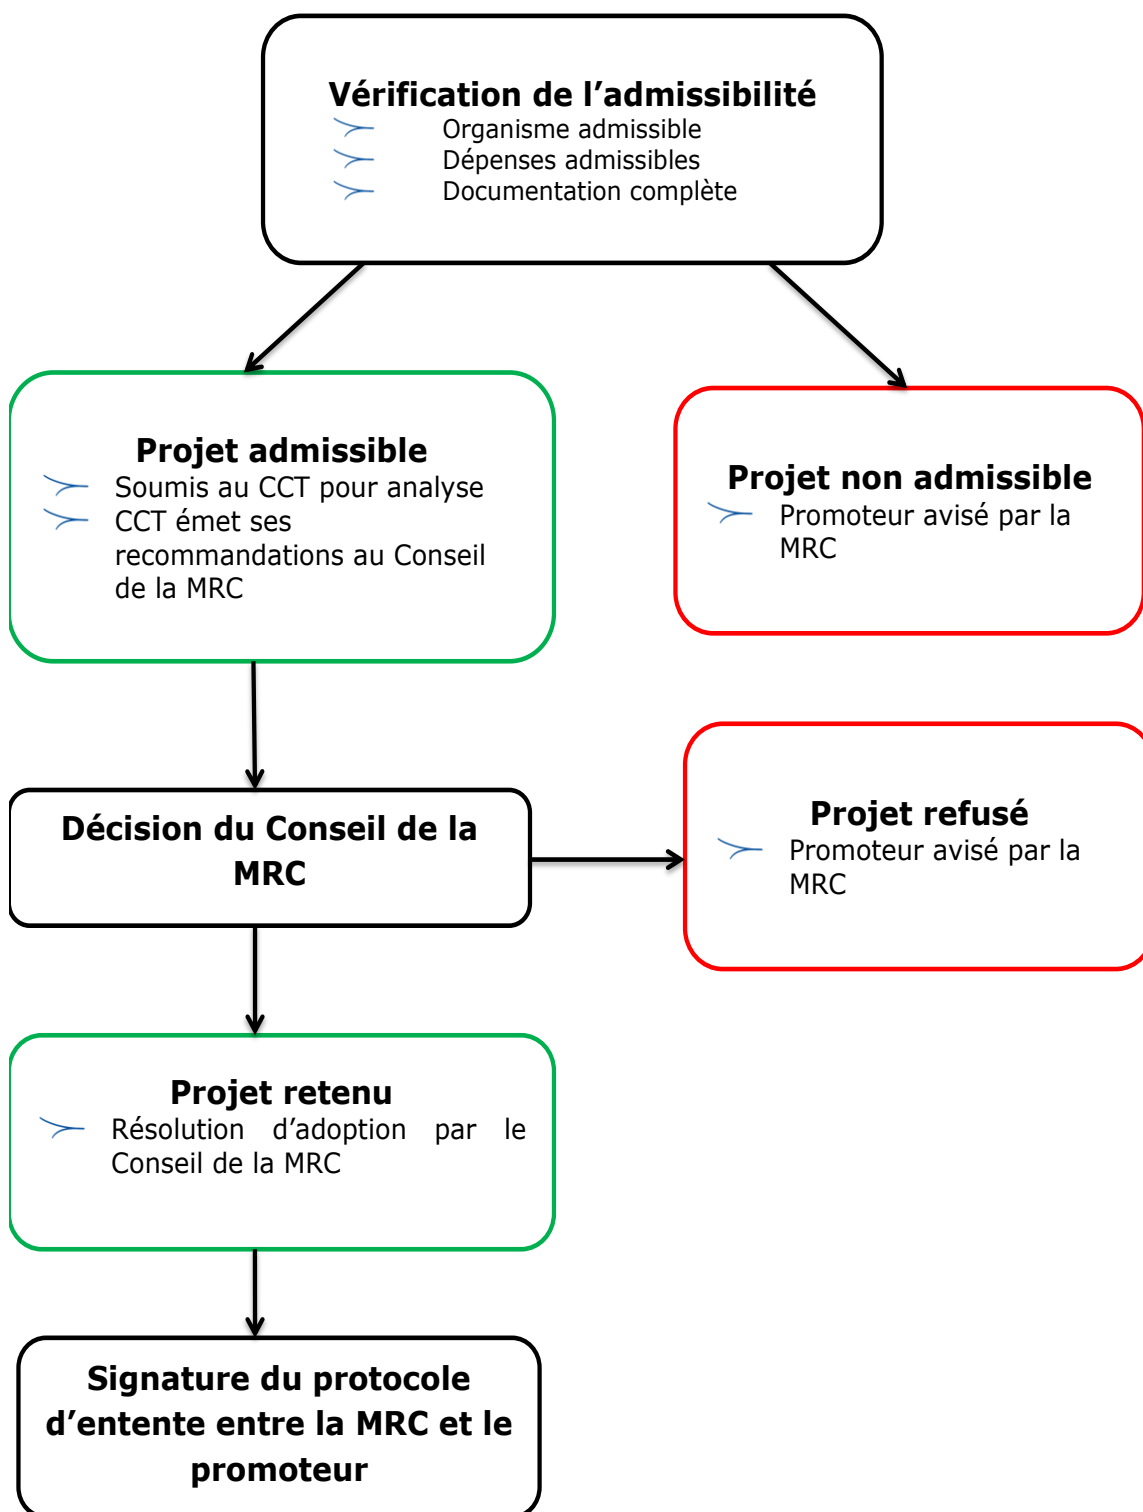 Vérification de l’admissibilité
Organisme admissible
Dépenses admissibles
Documentation complète
Projet admissible
Soumis au CCT pour analyse
CCT émet ses
recommandations au Conseil
de la MRC
Projet non admissible
Promoteur avisé par la
MRC
Décision du Conseil de la
MRC
Projet refusé
Promoteur avisé par la
MRC
Projet retenu
Résolution d’adoption par le
Conseil de la MRC
Signature du protocole
d’entente entre la MRC et le
promoteur